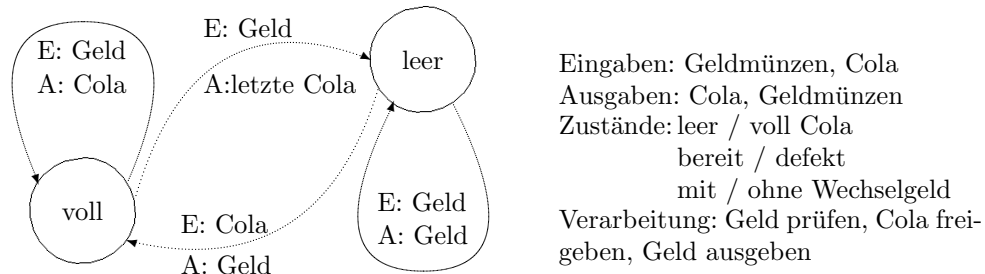 E: Geld
A: Cola
E: Geld
A:letzte Cola
leer
voll
E: Cola
A: Geld
E: Geld
A: Geld
Eingaben: Geldmünzen, Cola
Ausgaben: Cola, Geldmünzen
Zustände: leer / voll Cola
bereit / defekt
mit / ohne Wechselgeld
Verarbeitung: Geld prüfen, Cola frei-
geben, Geld ausgeben